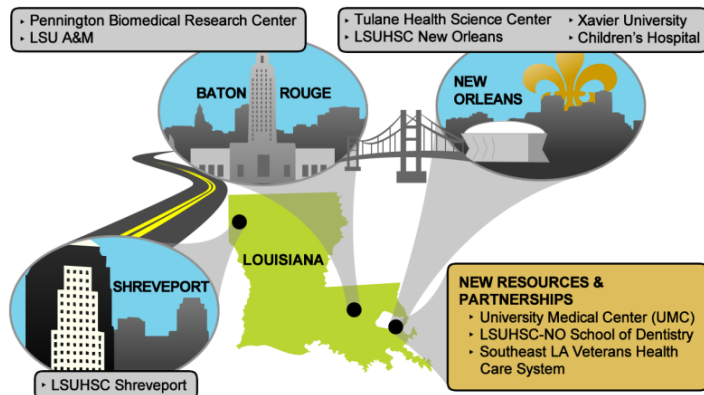 ‣ Pennington Biomedical Research Center
‣ LSU A&M
‣ Tulane Health Science Center
‣ LSUHSC New Orleans
‣ Xavier University
‣ Children's Hospital
BATON ROUGE
NEW
ORLEANS
SHREVEPORT
LOUISIANA
‣ LSUHSC Shreveport
NEW RESOURCES &
PARTNERSHIPS
‣ University Medical Center (UMC)
‣ LSUHSC-NO School of Dentistry
‣ Southeast LA Veterans Health
Care System